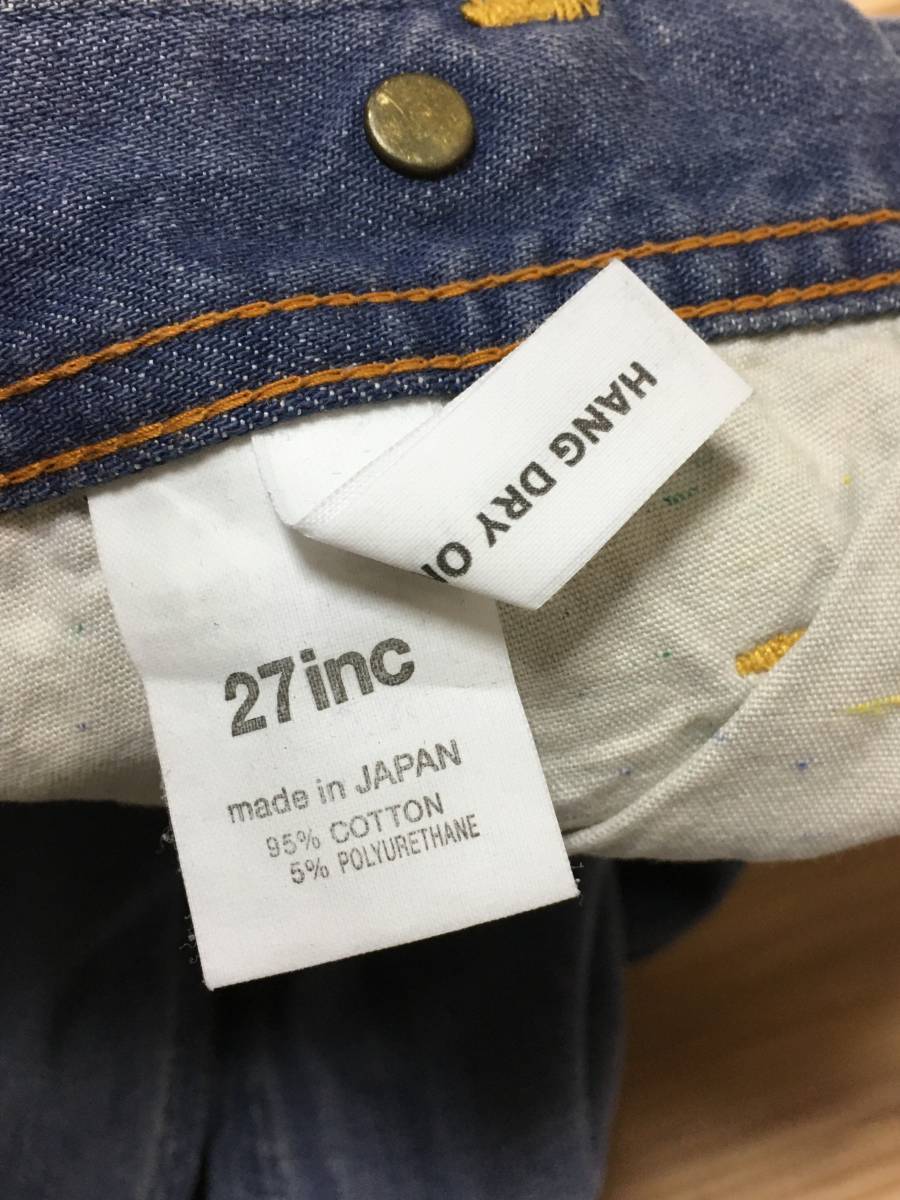 HANG DRY
27inc
made in JAPAN
95% COTTON
5% POLYURETHANE